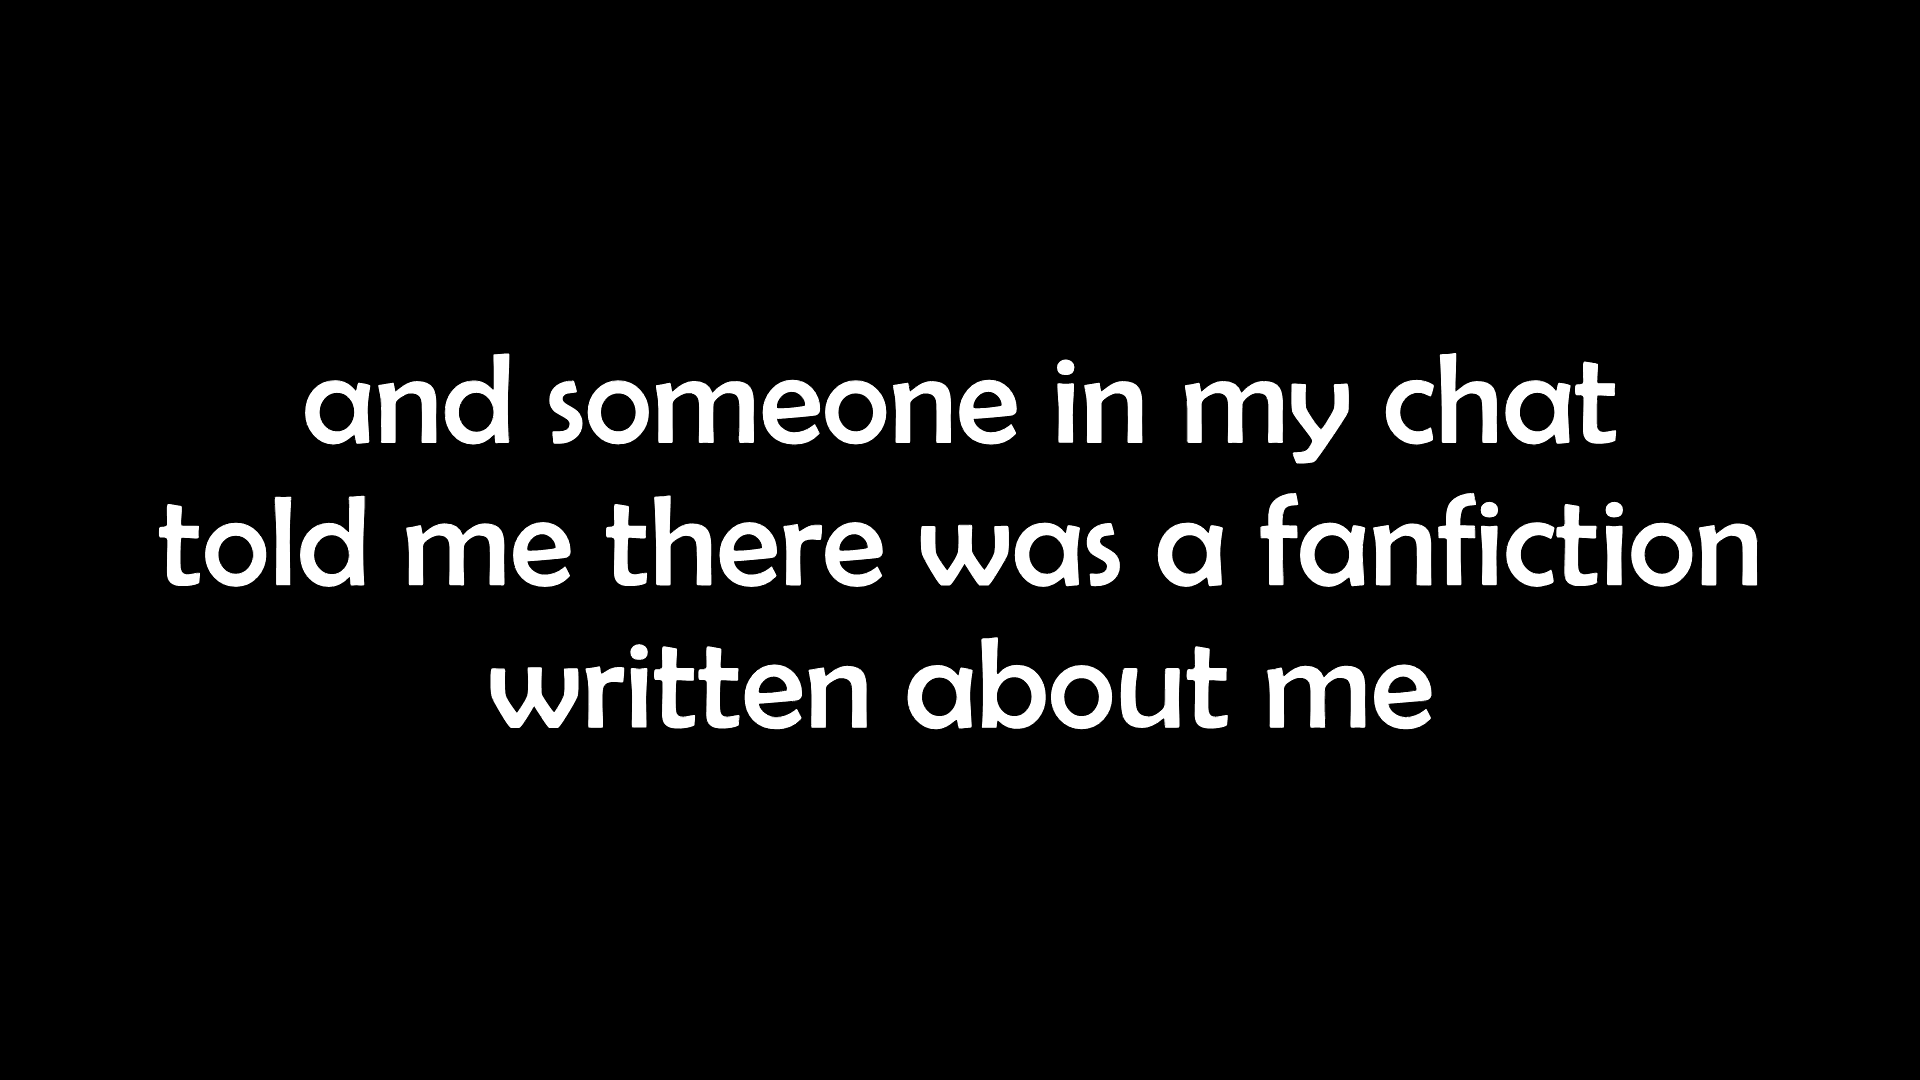 and someone in my chat
told me there was a fanfiction
written about me